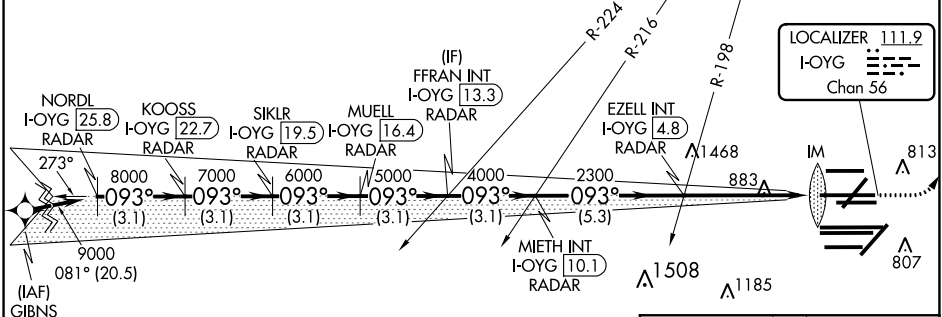 R-224
R-216
R-198
LOCALIZER 111.9
I-OYG
Chan 56
(IF)
FFRAN INT
I-OYG 13.3
RADAR
NORDL
I-OYG 25.8
RADAR
KOOSS
I-OYG 22.7
RADAR
SIKLR
I-OYG 19.5
RADAR
MUELL
I-OYG 16.4
RADAR
EZELL INT
I-OYG 4.8
RADAR
1468
IM
813
883
273°
8000
093°
(3.1)
7000
093°
(3.1)
6000
093°
(3.1)
5000
093°
(3.1)
4000
093°
(3.1)
2300
093°
(5.3)
9000
081° (20.5)
(IAF)
GIBNS
MIETH INT
I-OYG 10.1
RADAR
1508
1185
807